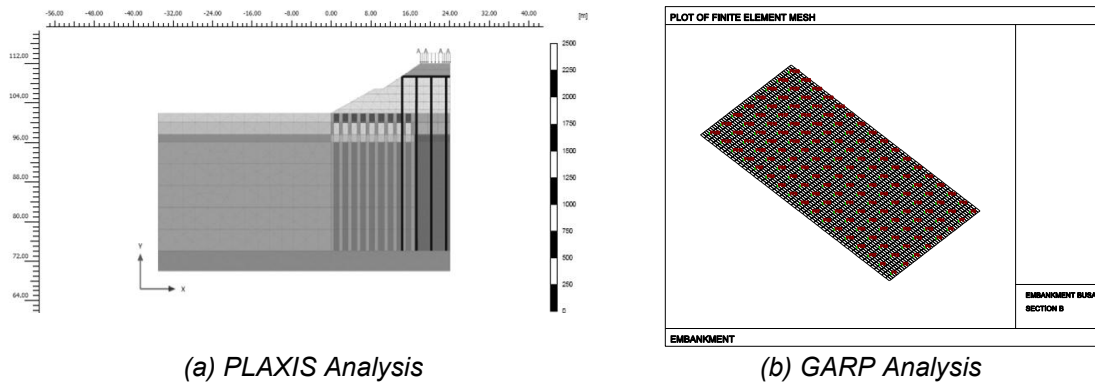 -56.00 -48.00 -40.00 -32.00 -24.00 -16.00 -8.00 0.00 8.00 16.00 24.00 32.00 40.00 [m]
112.00
104.00
96.00
88.00
80.00
72.00
64.00
A A A A
Y
X
2500
2250
2000
1750
1500
1250
1000
750
500
250
0
(a) PLAXIS Analysis
PLOT OF FINITE ELEMENT MESH
EMBANKMENT BUSA
SECTION B
EMBANKMENT
(b) GARP Analysis